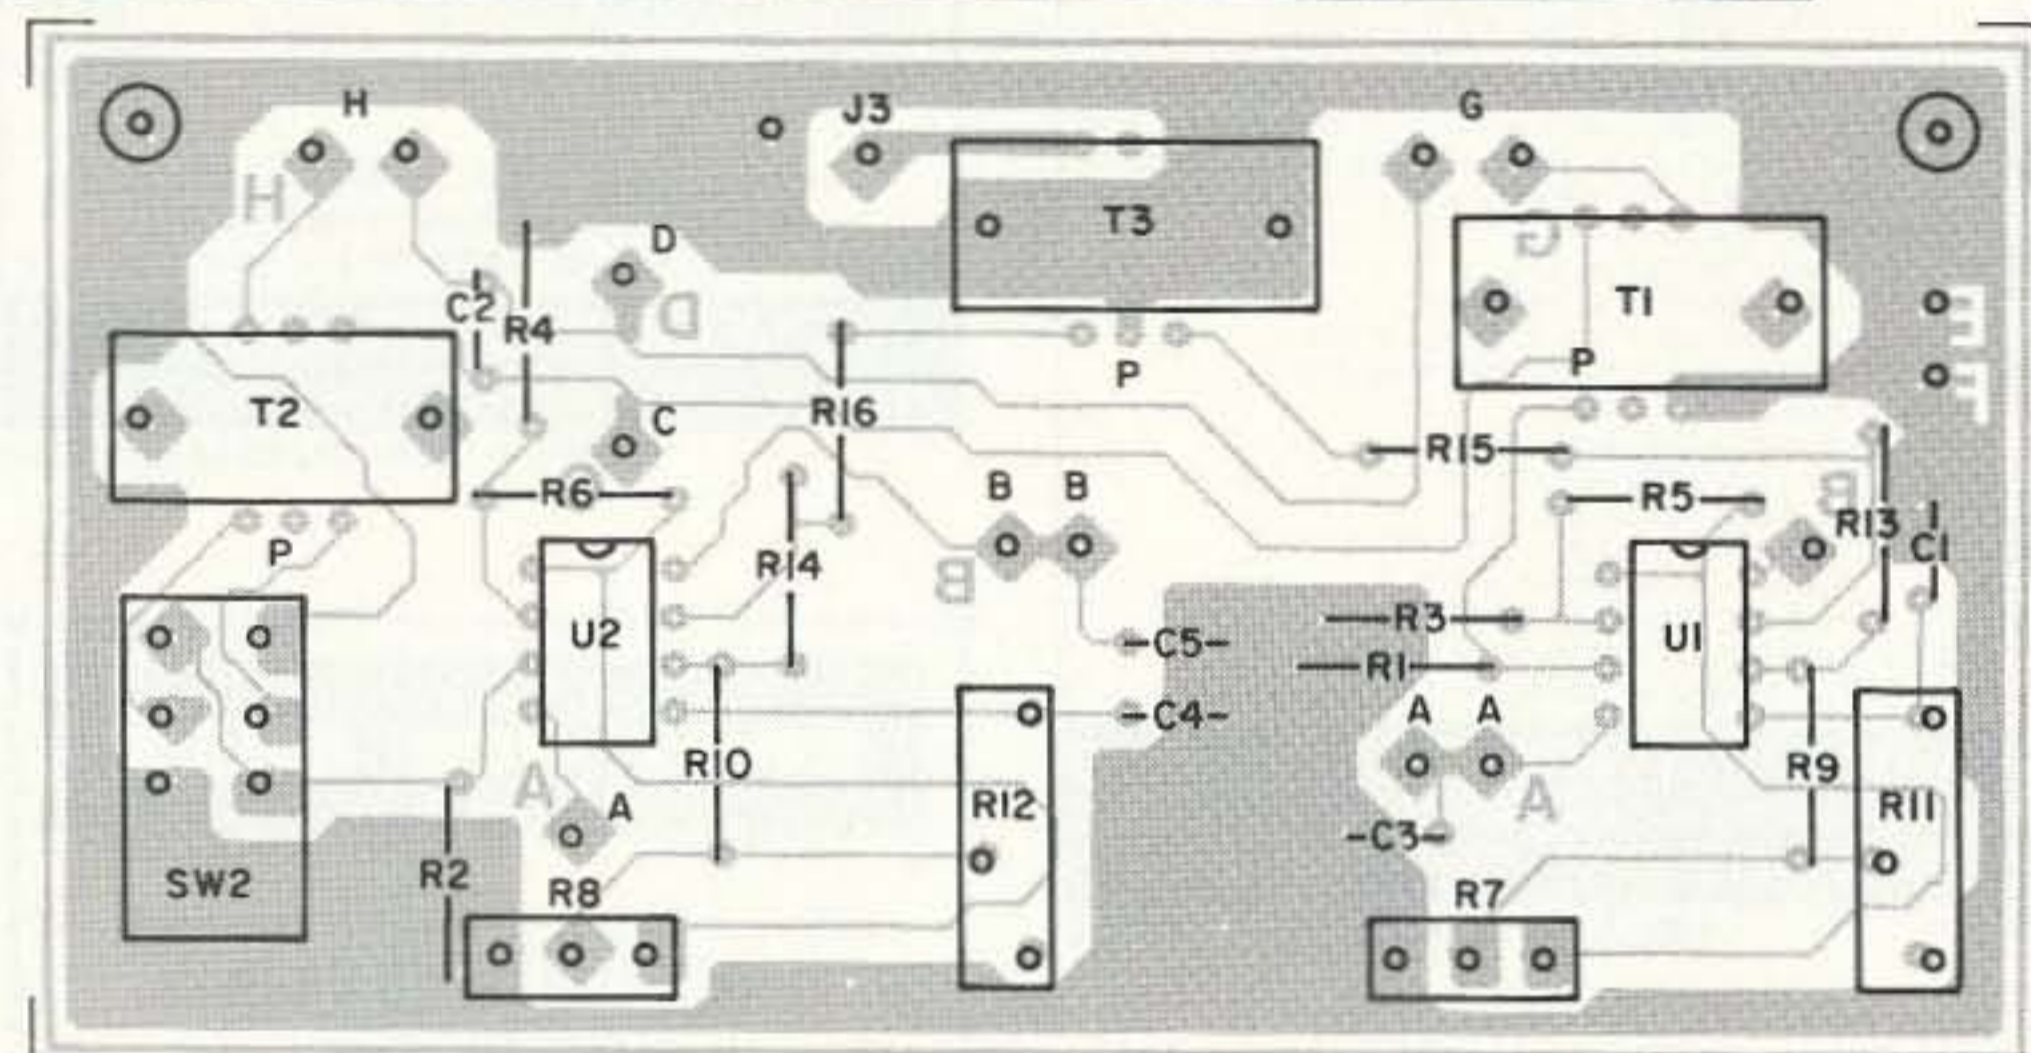 H J3 G
H
D
C2 R4 D T3 G T1
P P
T2 C R16 R15
R6 B B R5 B R13 C1
P R14 B
U2 C5 R3 U1
R1
C4 A A
R10 R9
A A R12 A R11
C3
SW2 R2 R8 R7